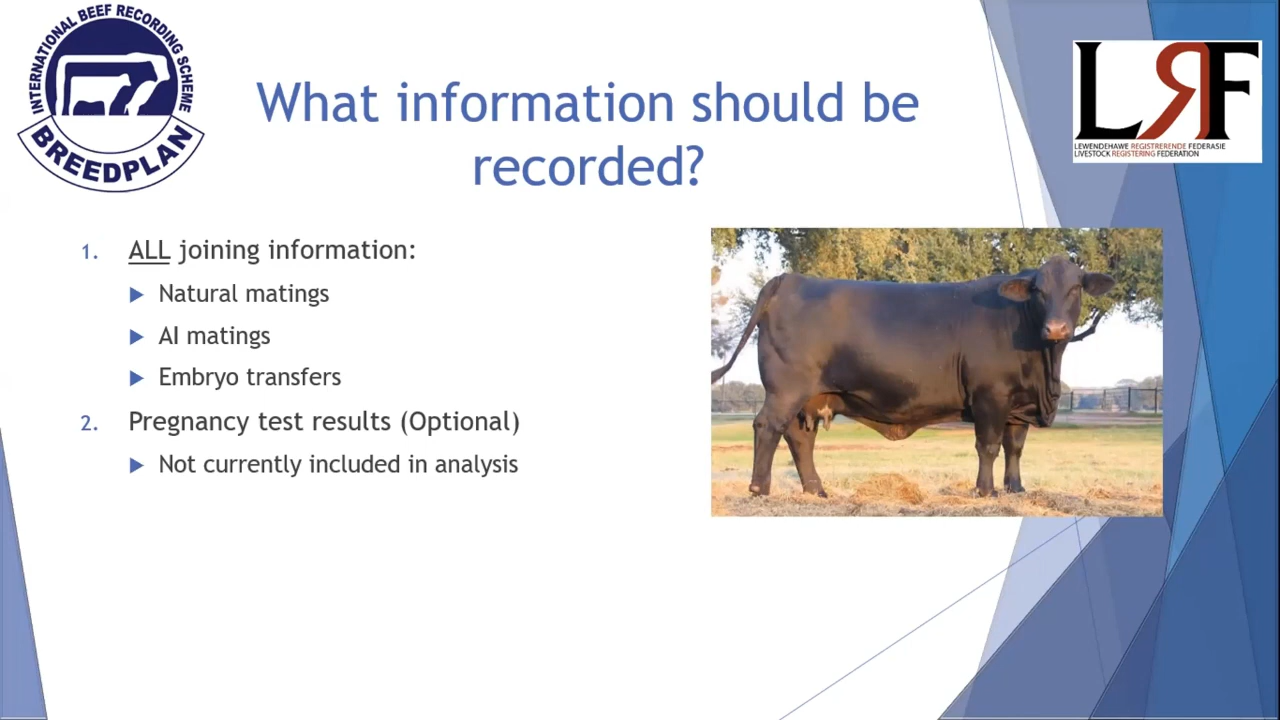 INTERNATIONAL BEEF RECORDING SCHEME
BREEDPLAN
What information should be
recorded?
LRF
LEWENDEHAWE REGISTRERENDE FEDERASIE
LIVESTOCK REGISTERING FEDERATION
1. ALL joining information:
Natural matings
AI matings
Embryo transfers
2. Pregnancy test results (Optional)
Not currently included in analysis